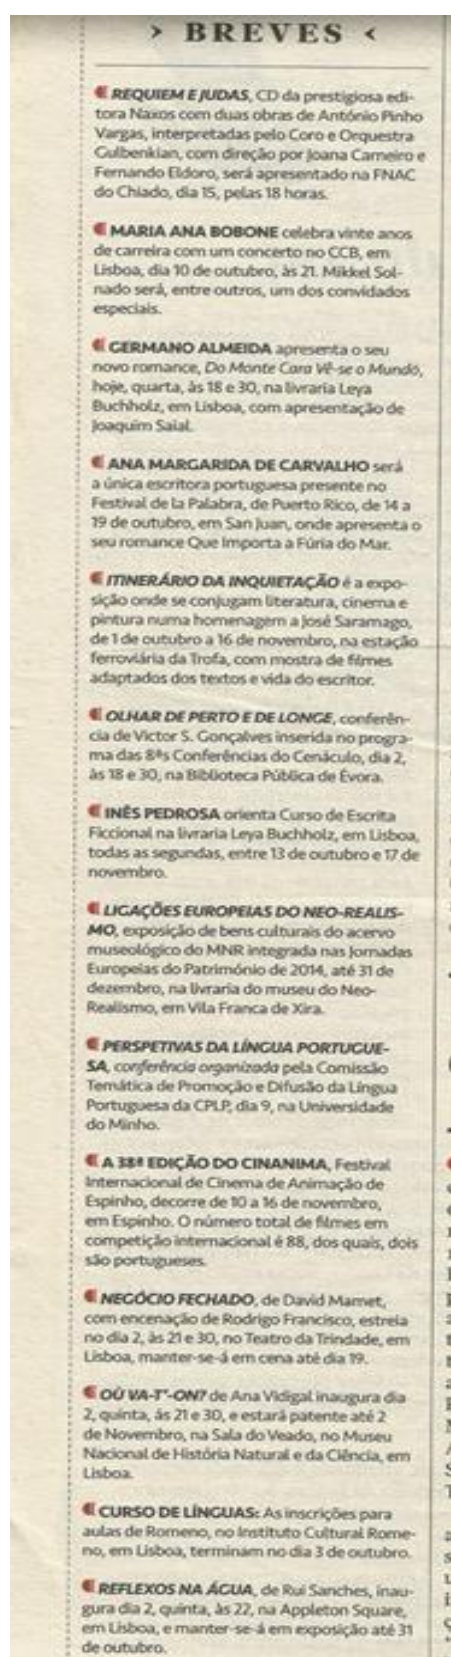 › BREVES ‹
REQUIEM E JUDAS, CD da prestigiosa edi-
tora Naxos com duas obras de António Pinho
Vargas, interpretadas pelo Coro e Orquestra
Gulbenkian, com direção por Joana Carneiro e
Fernando Eldoro, será apresentado na FNAC
do Chiado, dia 15, pelas 18 horas.
MARIA ANA BOBONE celebra vinte anos
de carreira com um concerto no CCB, em
Lisboa, dia 10 de outubro, às 21. Mikkel Sol-
nado será, entre outros, um dos convidados
especiais.
GERMANO ALMEIDA apresenta o seu
novo romance, Do Monte Cara Vê-se o Mundo,
hoje, quarta, às 18 e 30, na livraria Leya
Buchholz, em Lisboa, com apresentação de
Joaquim Saial.
ANA MARGARIDA DE CARVALHO será
a única escritora portuguesa presente no
Festival de la Palabra, de Puerto Rico, de 14 a
19 de outubro, em San Juan, onde apresenta o
seu romance Que Importa a Fúria do Mar.
ITINERÁRIO DA INQUIETAÇÃO é a expo-
sição onde se conjugam literatura, cinema e
pintura numa homenagem a José Saramago,
de 1 de outubro a 16 de novembro, na estação
ferroviária da Trofa, com mostra de filmes
adaptados dos textos e vida do escritor.
OLHAR DE PERTO E DE LONGE, conferên-
cia de Victor S. Gonçalves inserida no progra-
ma das 8ªs Conferências do Cenáculo, dia 2,
às 18 e 30, na Biblioteca Pública de Évora.
INÊS PEDROSA orienta Curso de Escrita
Ficcional na livraria Leya Buchholz, em Lisboa,
todas as segundas, entre 13 de outubro e 17 de
novembro.
LIGAÇÕES EUROPEIAS DO NEO-REALIS-
MO, exposição de bens culturais do acervo
museológico do MNR integrada nas Jornadas
Europeias do Património de 2014, até 31 de
dezembro, na livraria do museu do Neo-
Realismo, em Vila Franca de Xira.
PERSPETIVAS DA LÍNGUA PORTUGUE-
SA, conferência organizada pela Comissão
Temática de Promoção e Difusão da Língua
Portuguesa da CPLP, dia 9, na Universidade
do Minho.
A 38ª EDIÇÃO DO CINANIMA, Festival
Internacional de Cinema de Animação de
Espinho, decorre de 10 a 16 de novembro,
em Espinho. O número total de filmes em
competição internacional é 88, dos quais, dois
são portugueses.
NEGÓCIO FECHADO, de David Mamet,
com encenação de Rodrigo Francisco, estreia
no dia 2, às 21 e 30, no Teatro da Trindade, em
Lisboa, manter-se-á em cena até dia 19.
OÙ VA-T'-ON? de Ana Vidigal inaugura dia
2, quinta, às 21 e 30, e estará patente até 2
de Novembro, na Sala do Veado, no Museu
Nacional de História Natural e da Ciência, em
Lisboa.
CURSO DE LÍNGUAS: As inscrições para
aulas de Romeno, no Instituto Cultural Rome-
no, em Lisboa, terminam no dia 3 de outubro.
REFLEXOS NA ÁGUA, de Rui Sanches, inau-
gura dia 2, quinta, às 22, na Appleton Square,
em Lisboa, e manter-se-á em exposição até 31
de outubro.